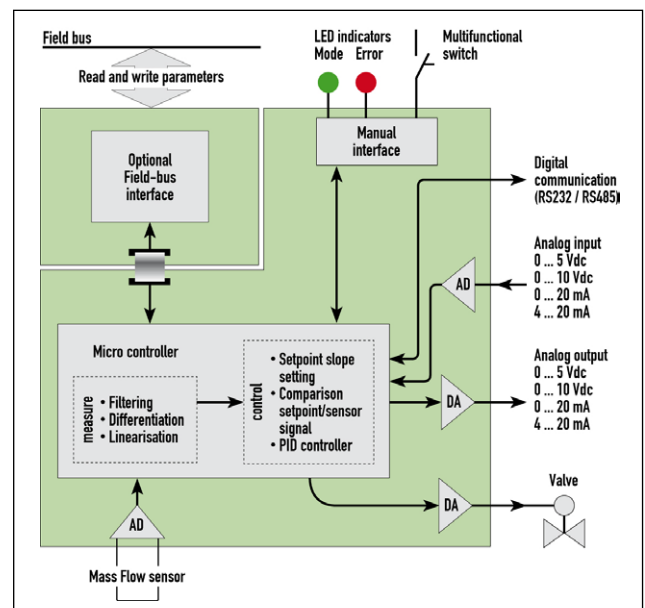 Field bus
Read and write parameters
LED indicators
Mode Error
Multifunctional
switch
Manual
interface
Optional
Field-bus
interface
Digital
communication
(RS232 / RS485)
Analog input
0 ... 5 Vdc
0 ... 10 Vdc
0 ... 20 mA
4 ... 20 mA
AD
Micro controller
measure
• Filtering
• Differentiation
• Linearisation
control
• Setpoint slope
setting
• Comparison
setpoint/sensor
signal
• PID controller
Analog output
0 ... 5 Vdc
0 ... 10 Vdc
0 ... 20 mA
4 ... 20 mA
DA
DA
Valve
AD
Mass Flow sensor